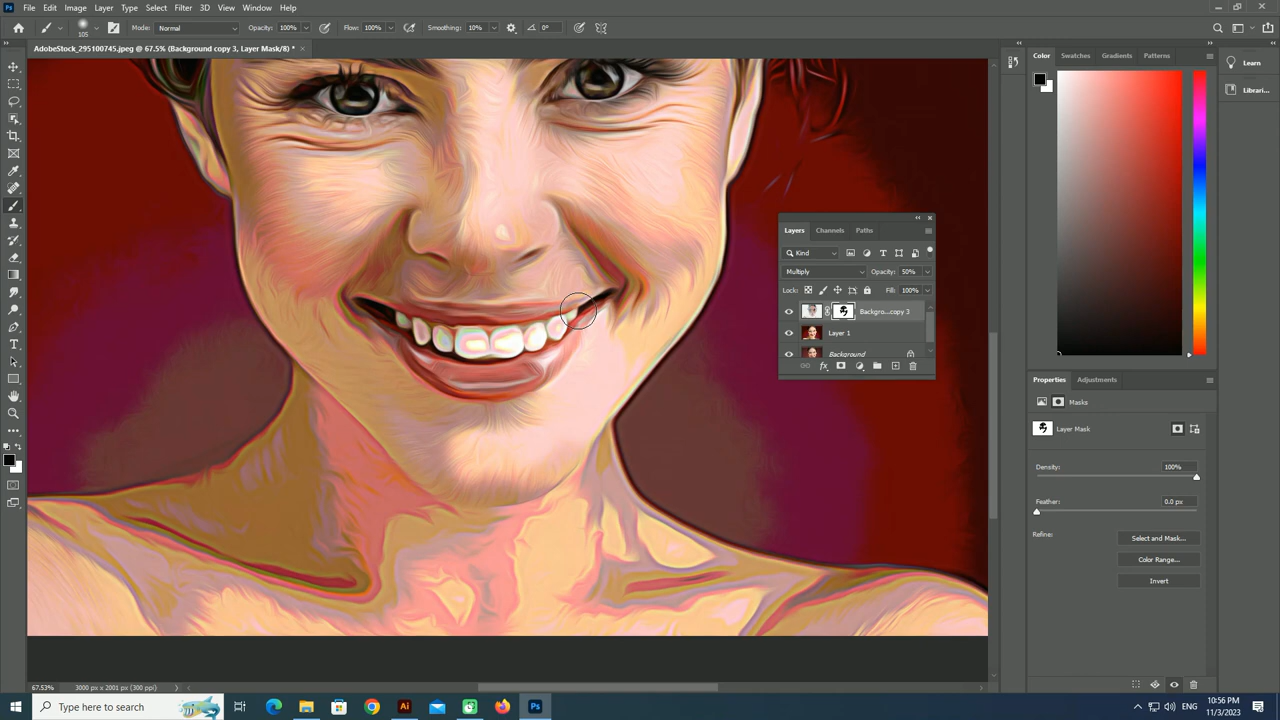 File Edit Image Layer Type Select Filter 3D View Window Help
105 Mode: Normal Opacity: 100% Flow: 100% Smoothing: 10% 0°
AdobeStock_295100745.jpeg @ 67.5% (Background copy 3, Layer Mask/8) *
Color Swatches Gradients Patterns
Learn
Librari...
Layers Channels Paths
Kind
Multiply Opacity: 50%
Lock: Fill: 100%
Backgro...copy 3
Layer 1
Background
fx
Properties Adjustments
Masks
Layer Mask
Density: 100%
Feather: 0.0 px
Refine: Select and Mask...
Color Range...
Invert
67.53% 3000 px x 2001 px (300 ppi)
Type here to search
Ai
Ps
ENG
10:56 PM
11/3/2023